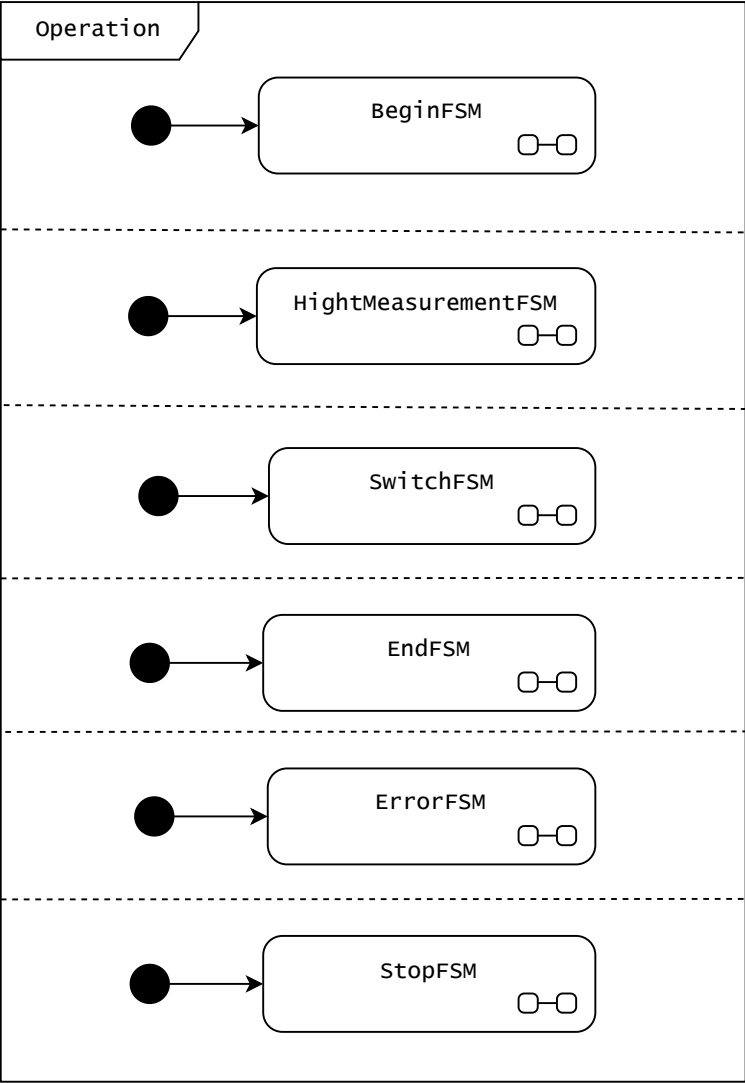 Operation
BeginFSM
HightMeasurementFSM
SwitchFSM
EndFSM
ErrorFSM
StopFSM